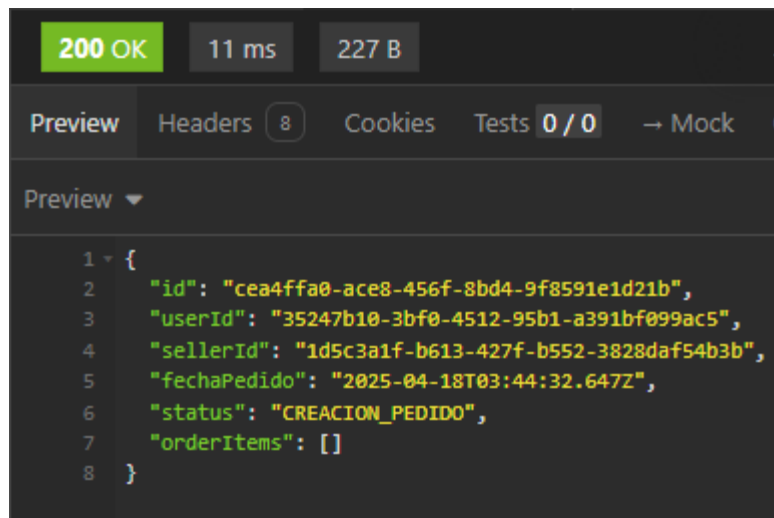 200 OK 11 ms 227 B
Preview Headers 8 Cookies Tests 0 / 0 → Mock
Preview
1 {
2 "id": "cea4ffa0-ace8-456f-8bd4-9f8591e1d21b",
3 "userId": "35247b10-3bf0-4512-95b1-a391bf099ac5",
4 "sellerId": "1d5c3a1f-b613-427f-b552-3828daf54b3b",
5 "fechaPedido": "2025-04-18T03:44:32.647Z",
6 "status": "CREACION_PEDIDO",
7 "orderItems": []
8 }